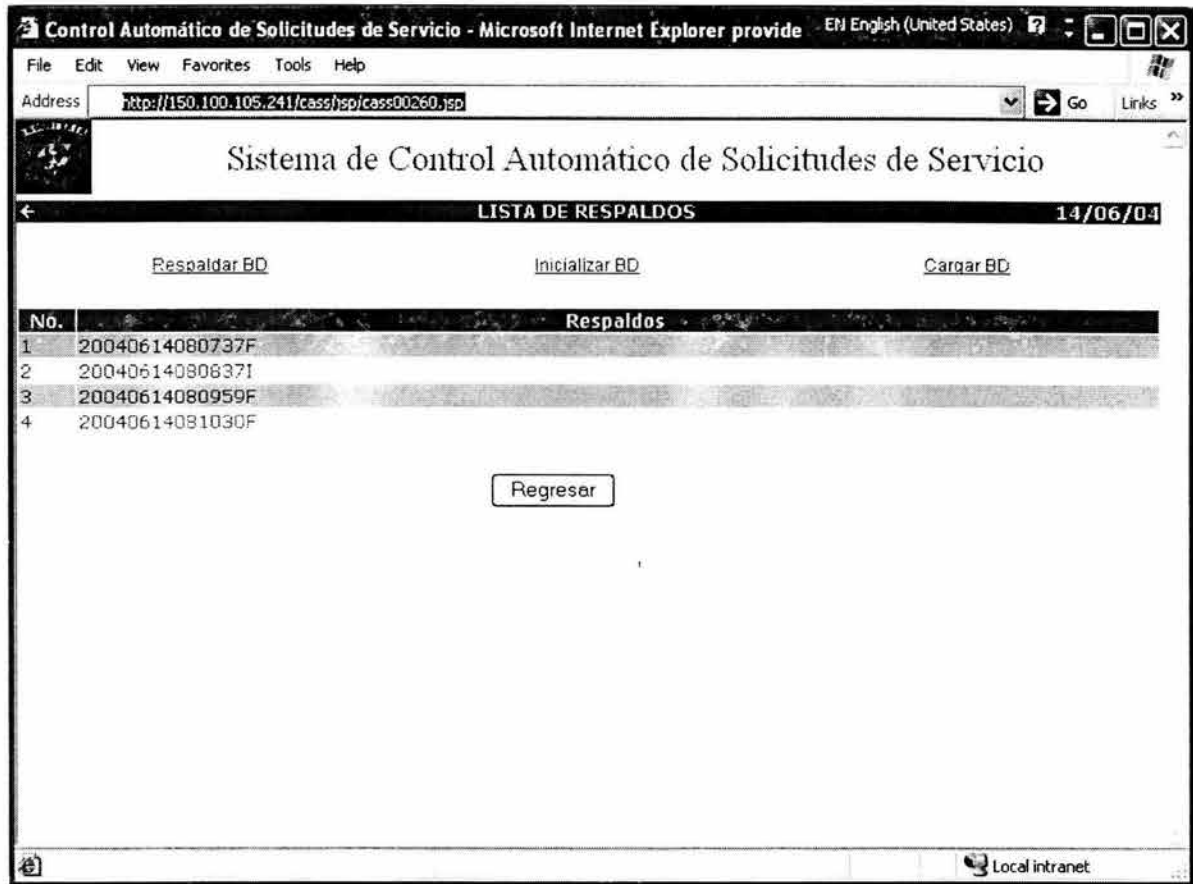 Control Automático de Solicitudes de Servicio - Microsoft Internet Explorer provide EN English (United States)
File Edit View Favorites Tools Help
Address http://150.100.105.241/cass/jsp/cass00260.jsp Go Links »
Sistema de Control Automático de Solicitudes de Servicio
LISTA DE RESPALDOS 14/06/04
Respaldar BD Inicializar BD Cargar BD
No. Respaldos
1 20040614080737F
2 20040614080837I
3 20040614080959F
4 20040614081030F
Regresar
Local intranet